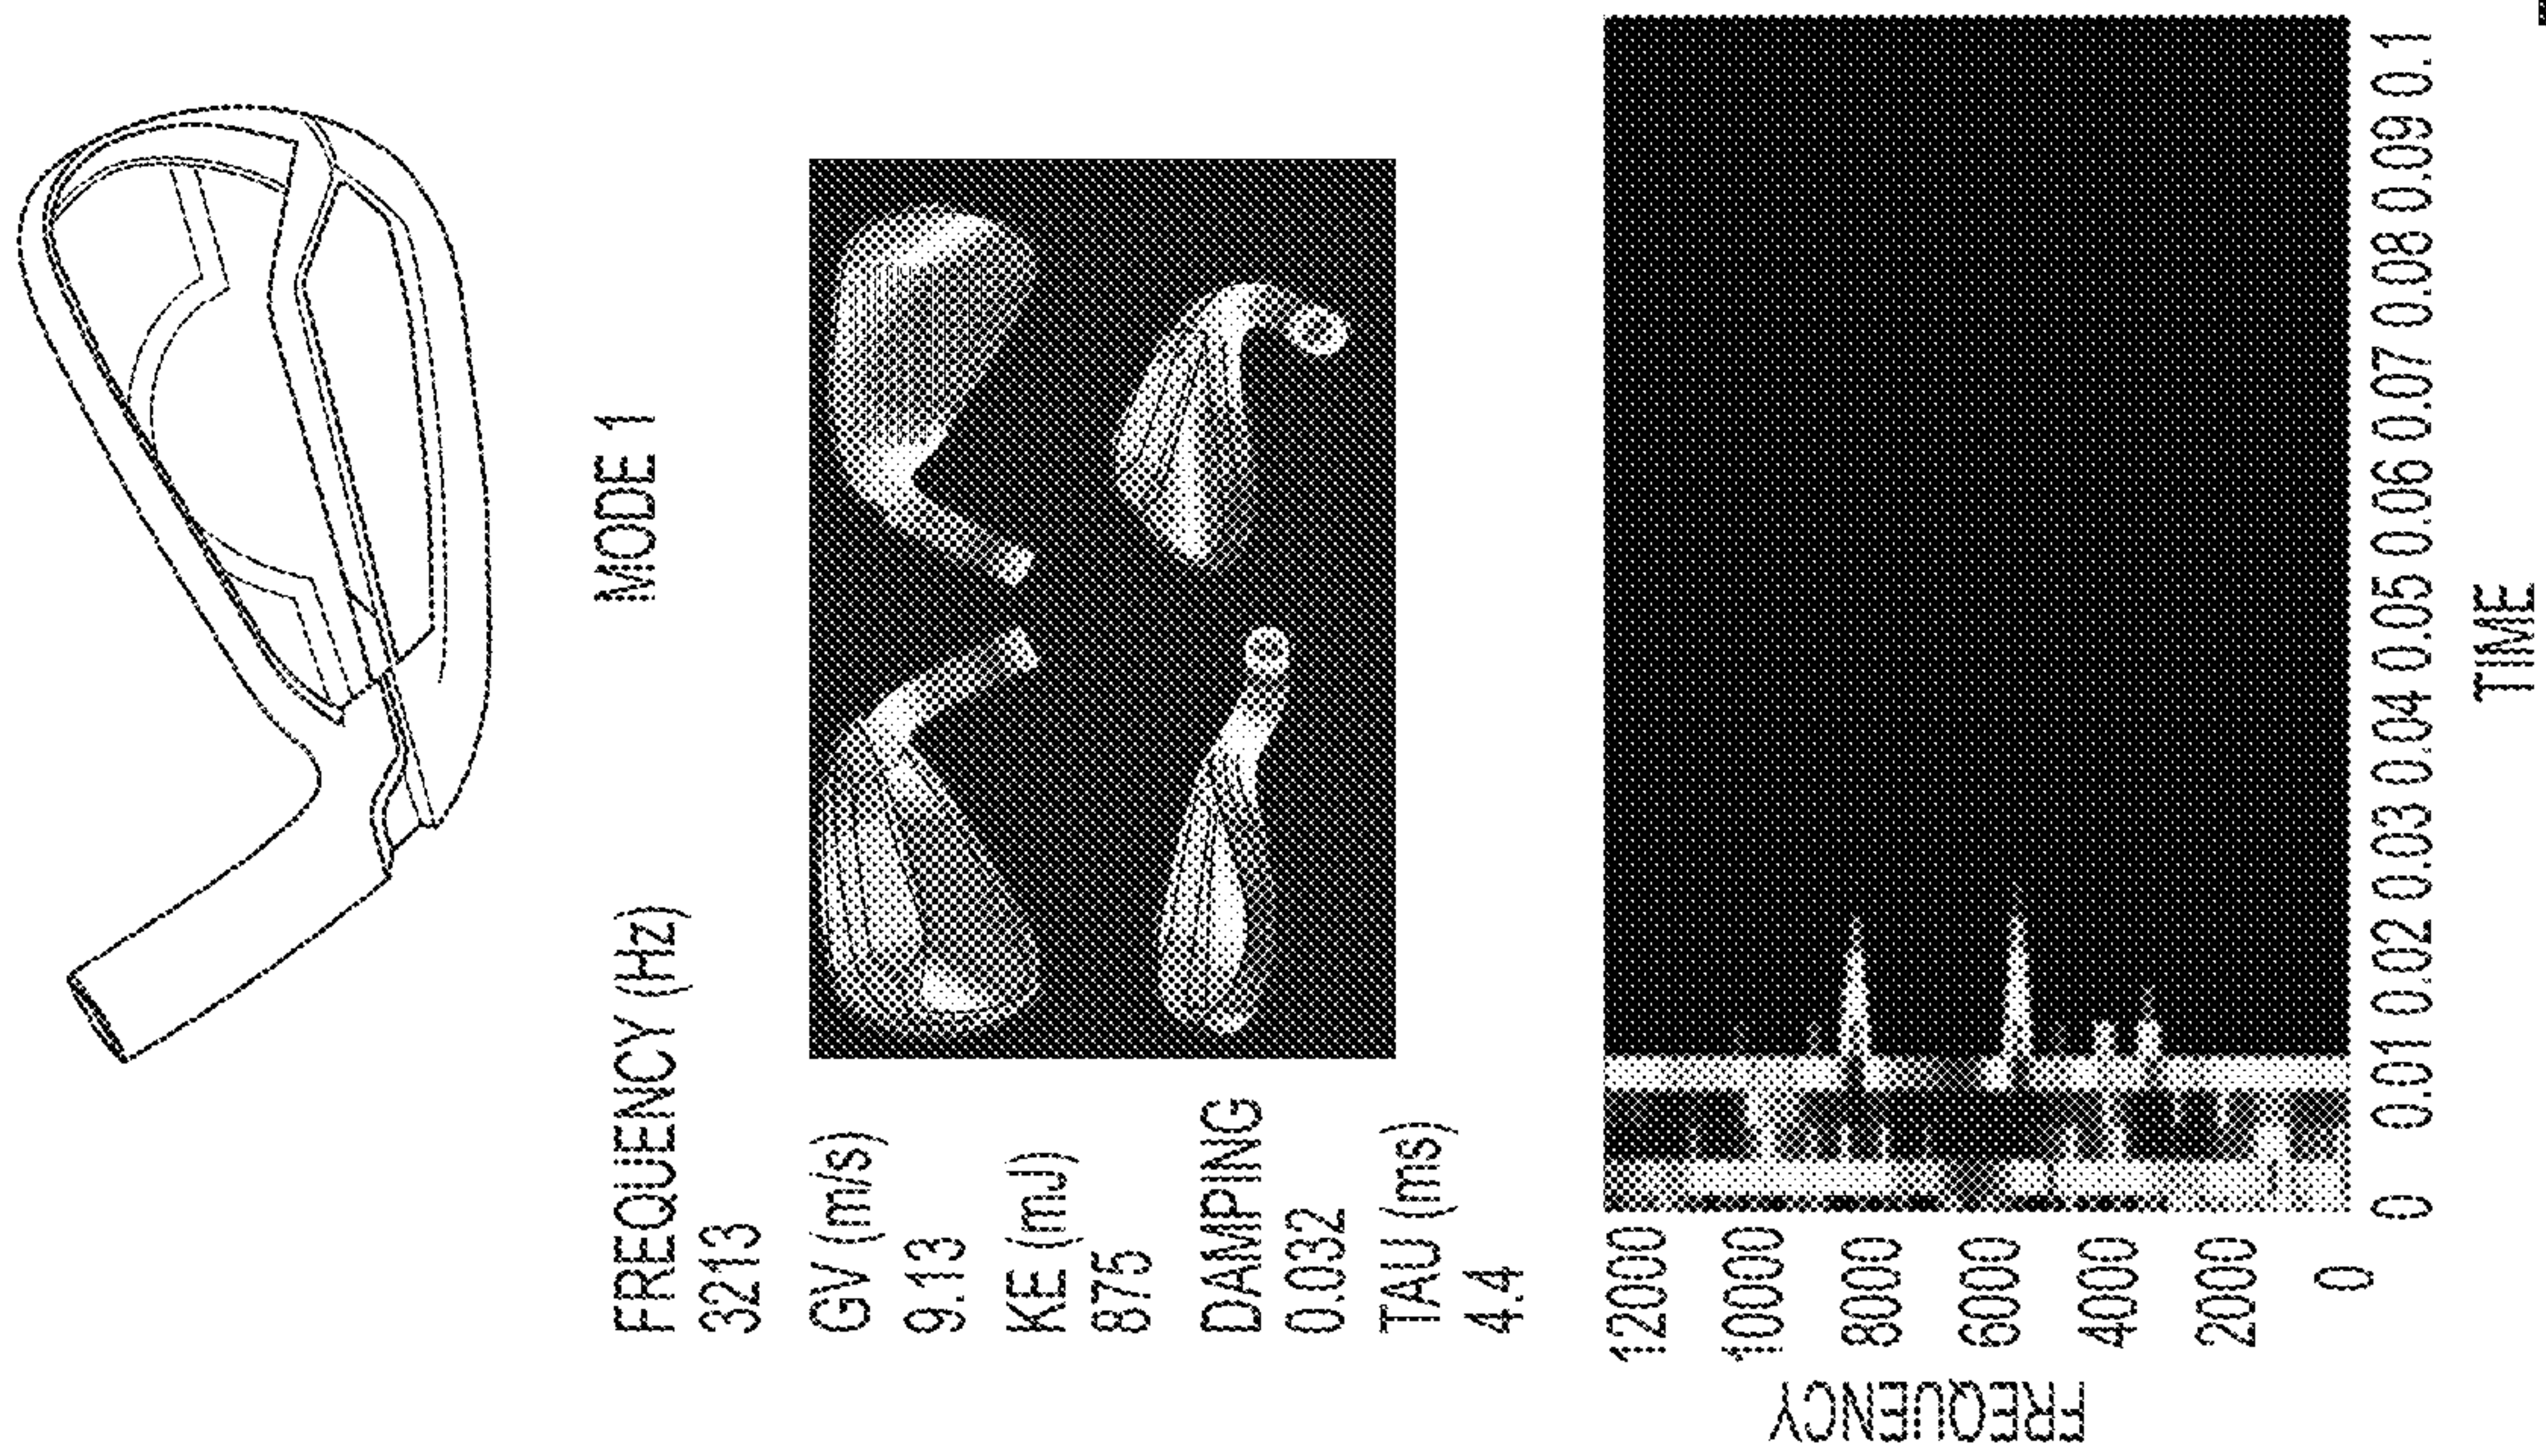 MODE 1
FREQUENCY (Hz)
3213
GV (m/s)
9.13
KE (mJ)
875
DAMPING
0.032
TAU (ms)
4.4
FREQUENCY
12000
10000
8000
6000
4000
2000
0
0 0.01 0.02 0.03 0.04 0.05 0.06 0.07 0.08 0.09 0.1
TIME